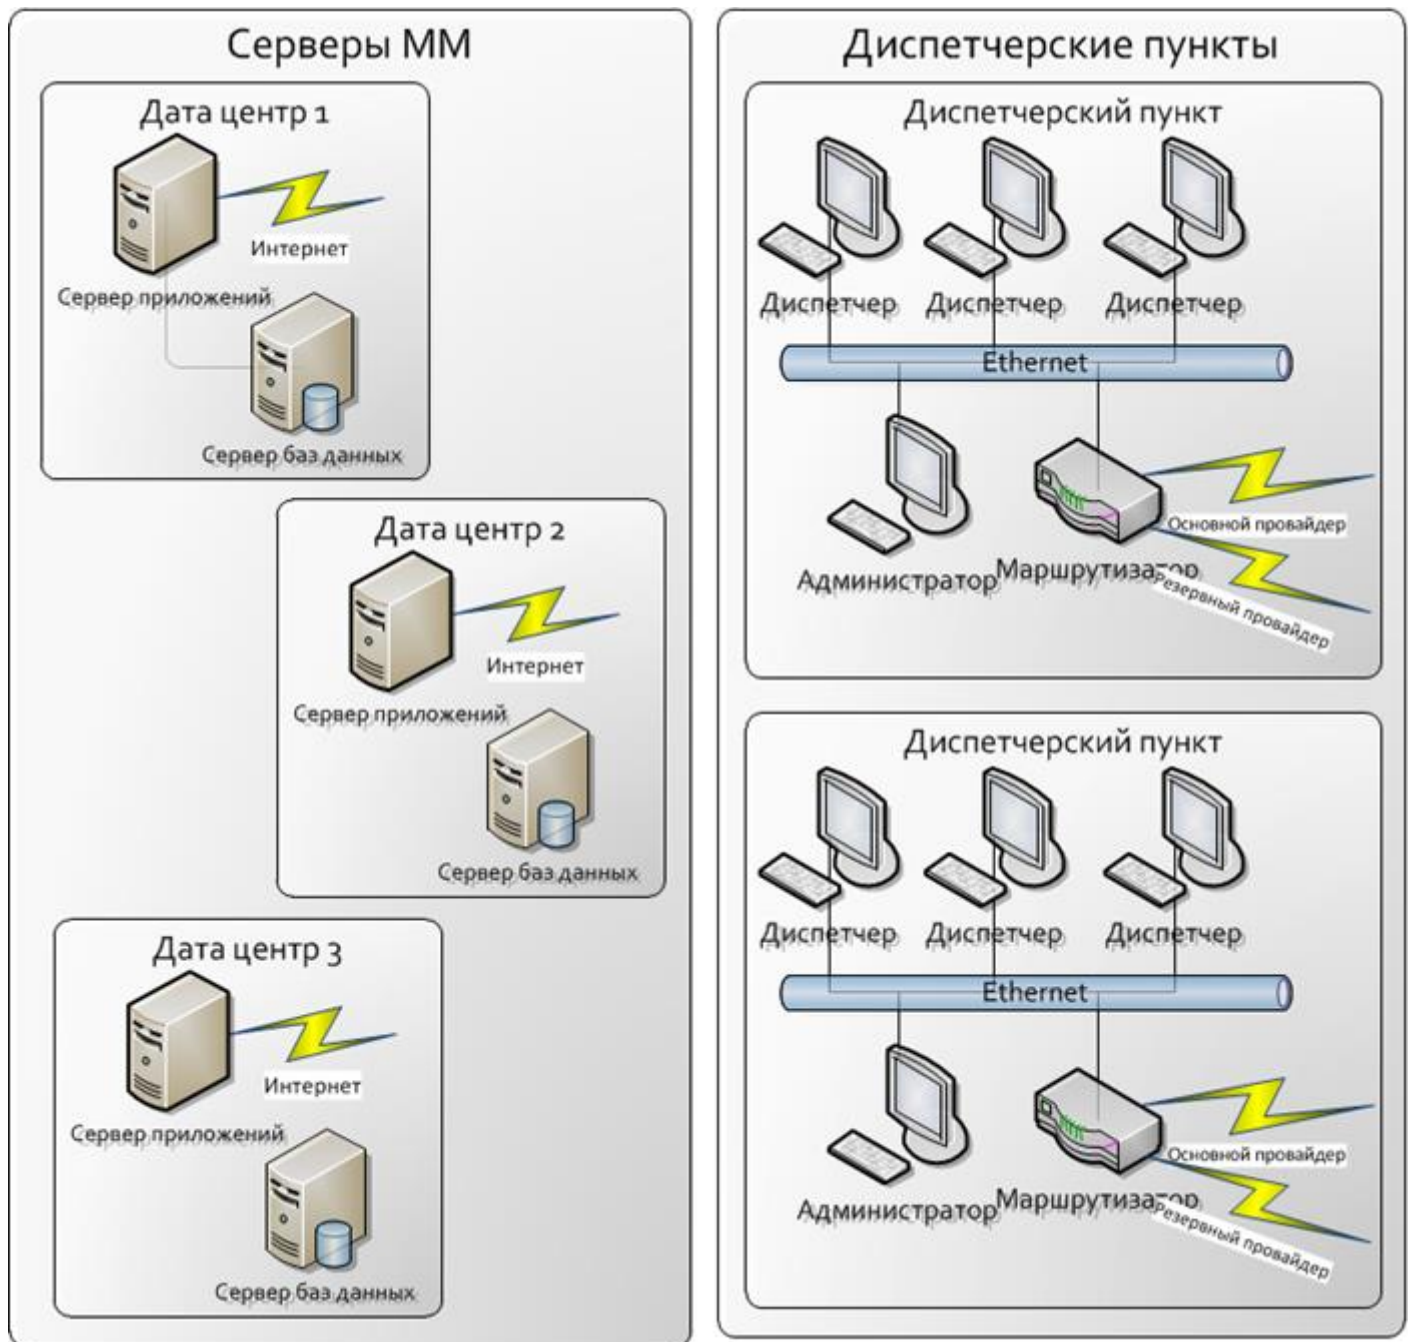 Серверы ММ
Дата центр 1
Интернет
Сервер приложений
Сервер баз данных
Дата центр 2
Интернет
Сервер приложений
Сервер баз данных
Дата центр 3
Интернет
Сервер приложений
Сервер баз данных
Диспетчерские пункты
Диспетчерский пункт
Диспетчер Диспетчер Диспетчер
Ethernet
Основной провайдер
Администратор Маршрутизатор
Резервный провайдер
Диспетчерский пункт
Диспетчер Диспетчер Диспетчер
Ethernet
Основной провайдер
Администратор Маршрутизатор
Резервный провайдер